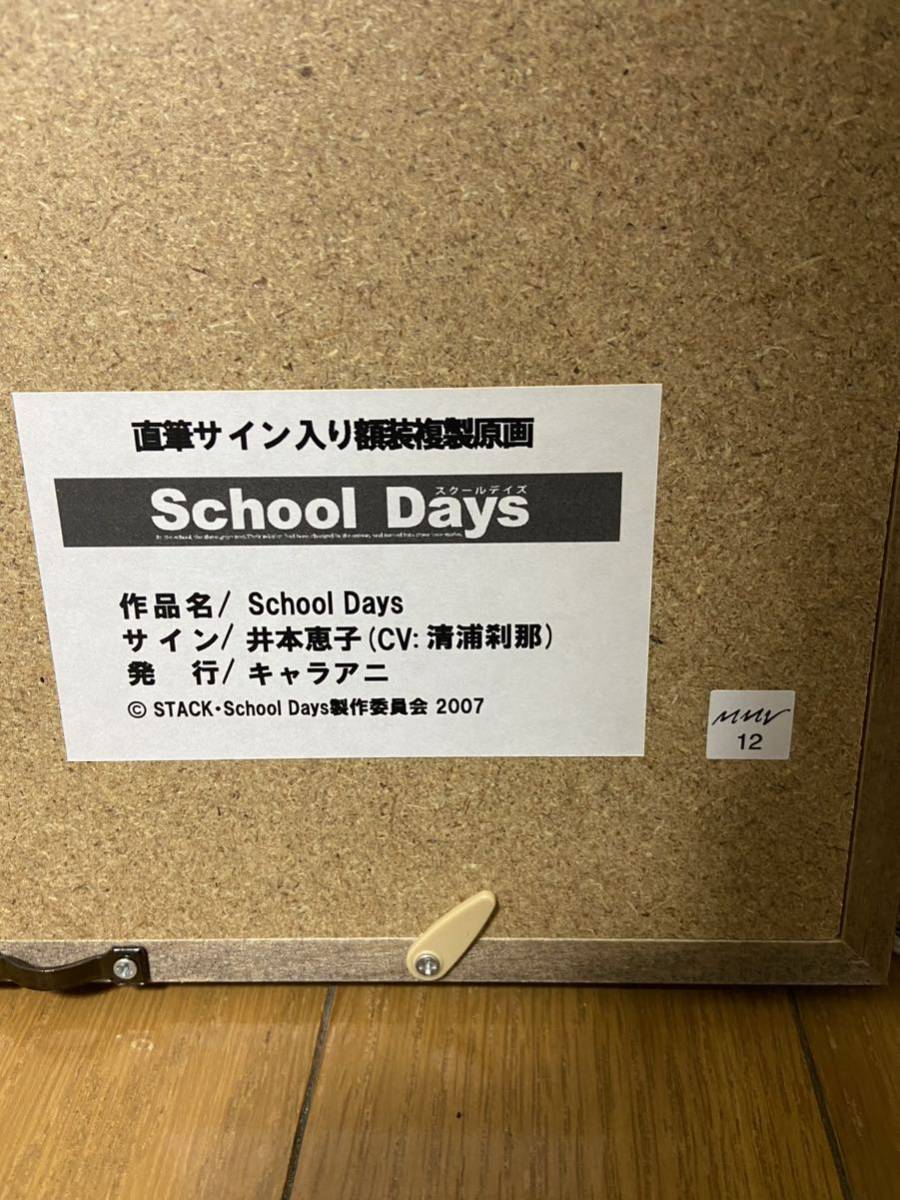 直筆サイン入り額装複製原画
スクールデイズ
School Days
作品名/ School Days
サイン/ 井本恵子(CV: 清浦刹那)
発　行/ キャラアニ
© STACK・School Days製作委員会 2007
12